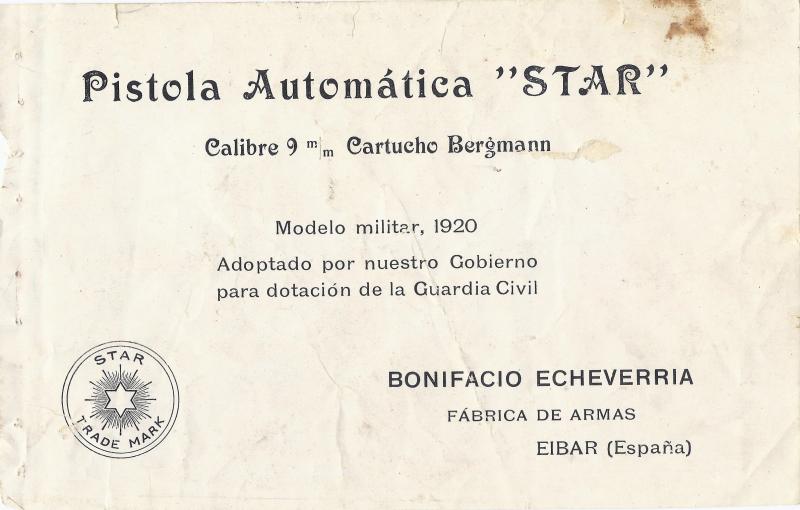 Pistola Automática "STAR"
Calibre 9 m/m Cartucho Bergmann
Modelo militar, 1920
Adoptado por nuestro Gobierno
para dotación de la Guardia Civil
STAR
TRADE MARK
BONIFACIO ECHEVERRIA
FÁBRICA DE ARMAS
EIBAR (España)